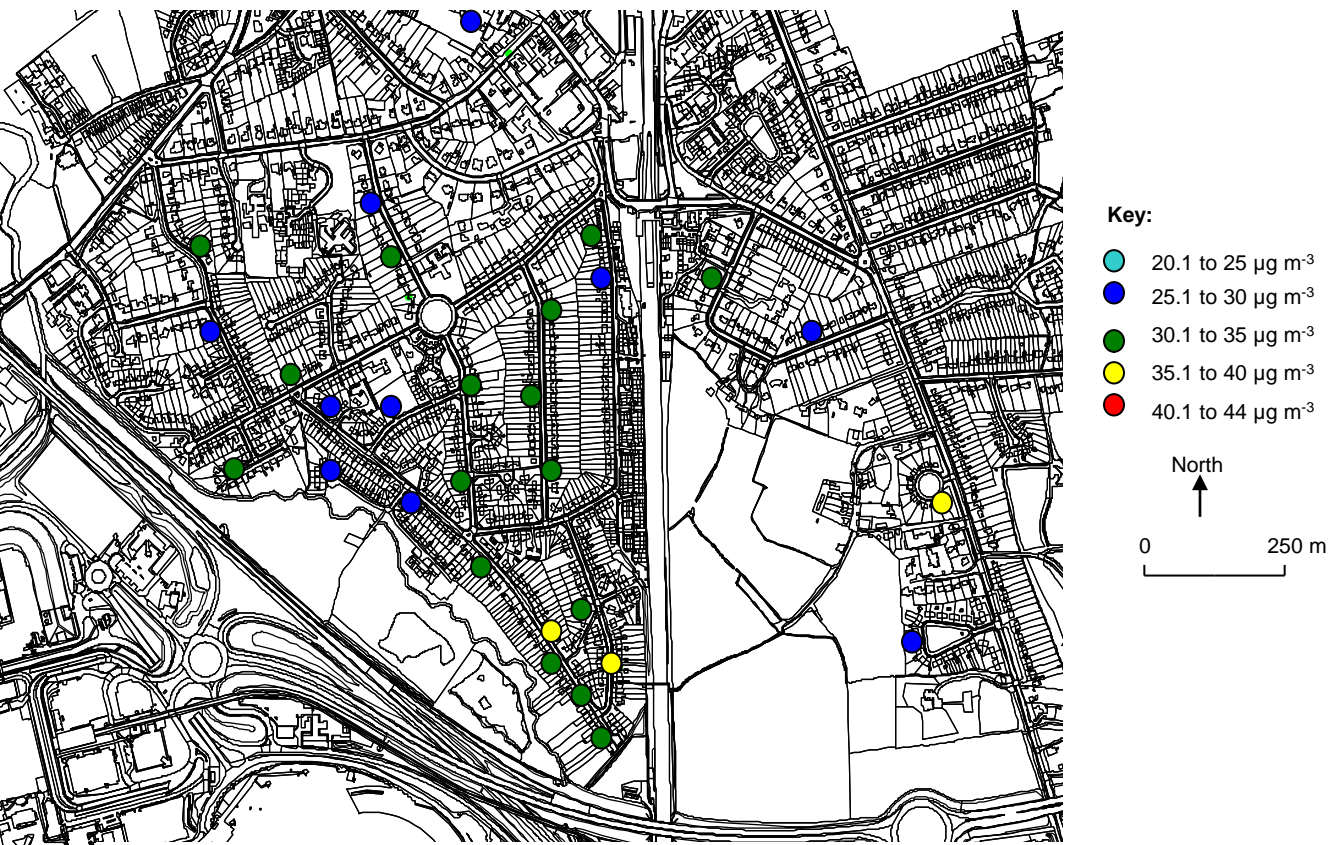 Key:
20.1 to 25 µg m-3
25.1 to 30 µg m-3
30.1 to 35 µg m-3
35.1 to 40 µg m-3
40.1 to 44 µg m-3
North
0 250 m